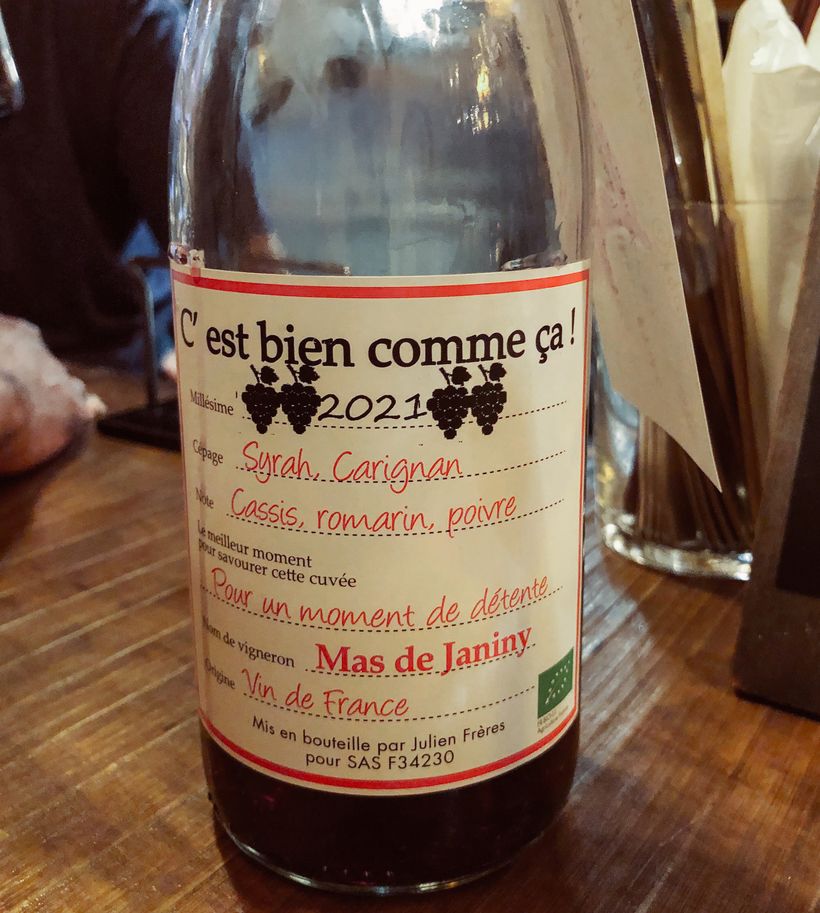 C' est bien comme ça !
Millésime 2021
Cépage Syrah, Carignan
Note Cassis, romarin, poivre
Le meilleur moment
pour savourer cette cuvée
Pour un moment de détente
Nom de vigneron Mas de Janiny
Origine Vin de France
Mis en bouteille par Julien Frères
pour SAS F34230